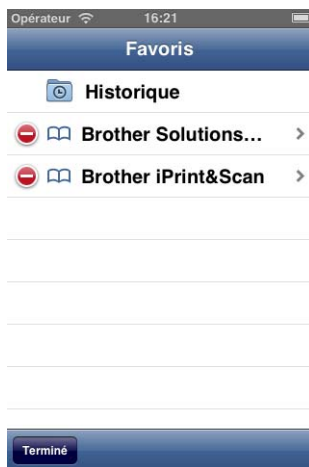 Opérateur 16:21
Favoris
Historique
Brother Solutions...
Brother iPrint&Scan
Terminé